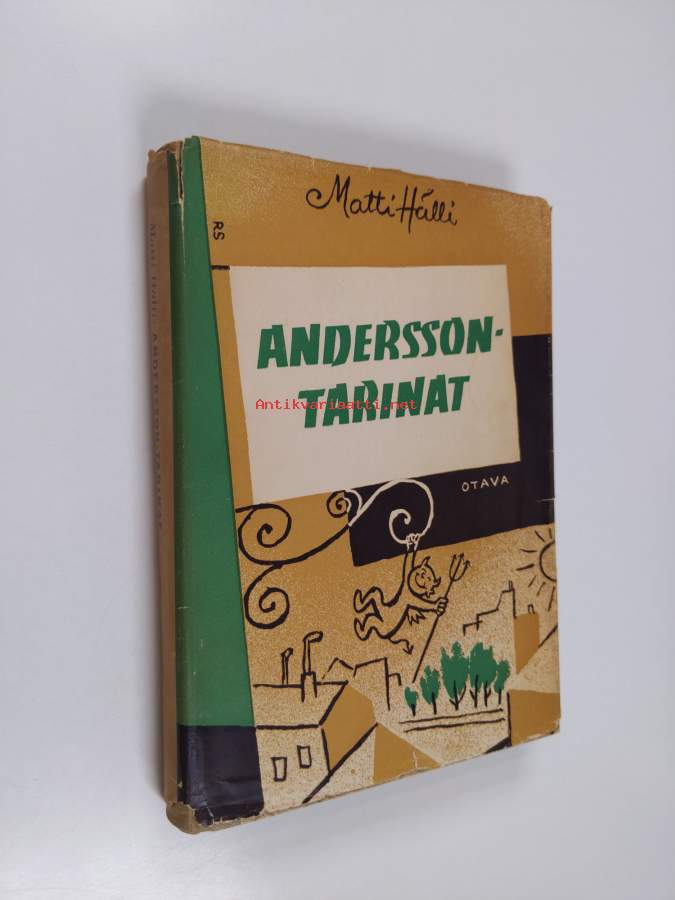 Matti Hälli
RS
ANDERSSON-
TARINAT
Antikvariaatti.net
OTAVA
Matti Hälli: ANDERSSON-TARINAT